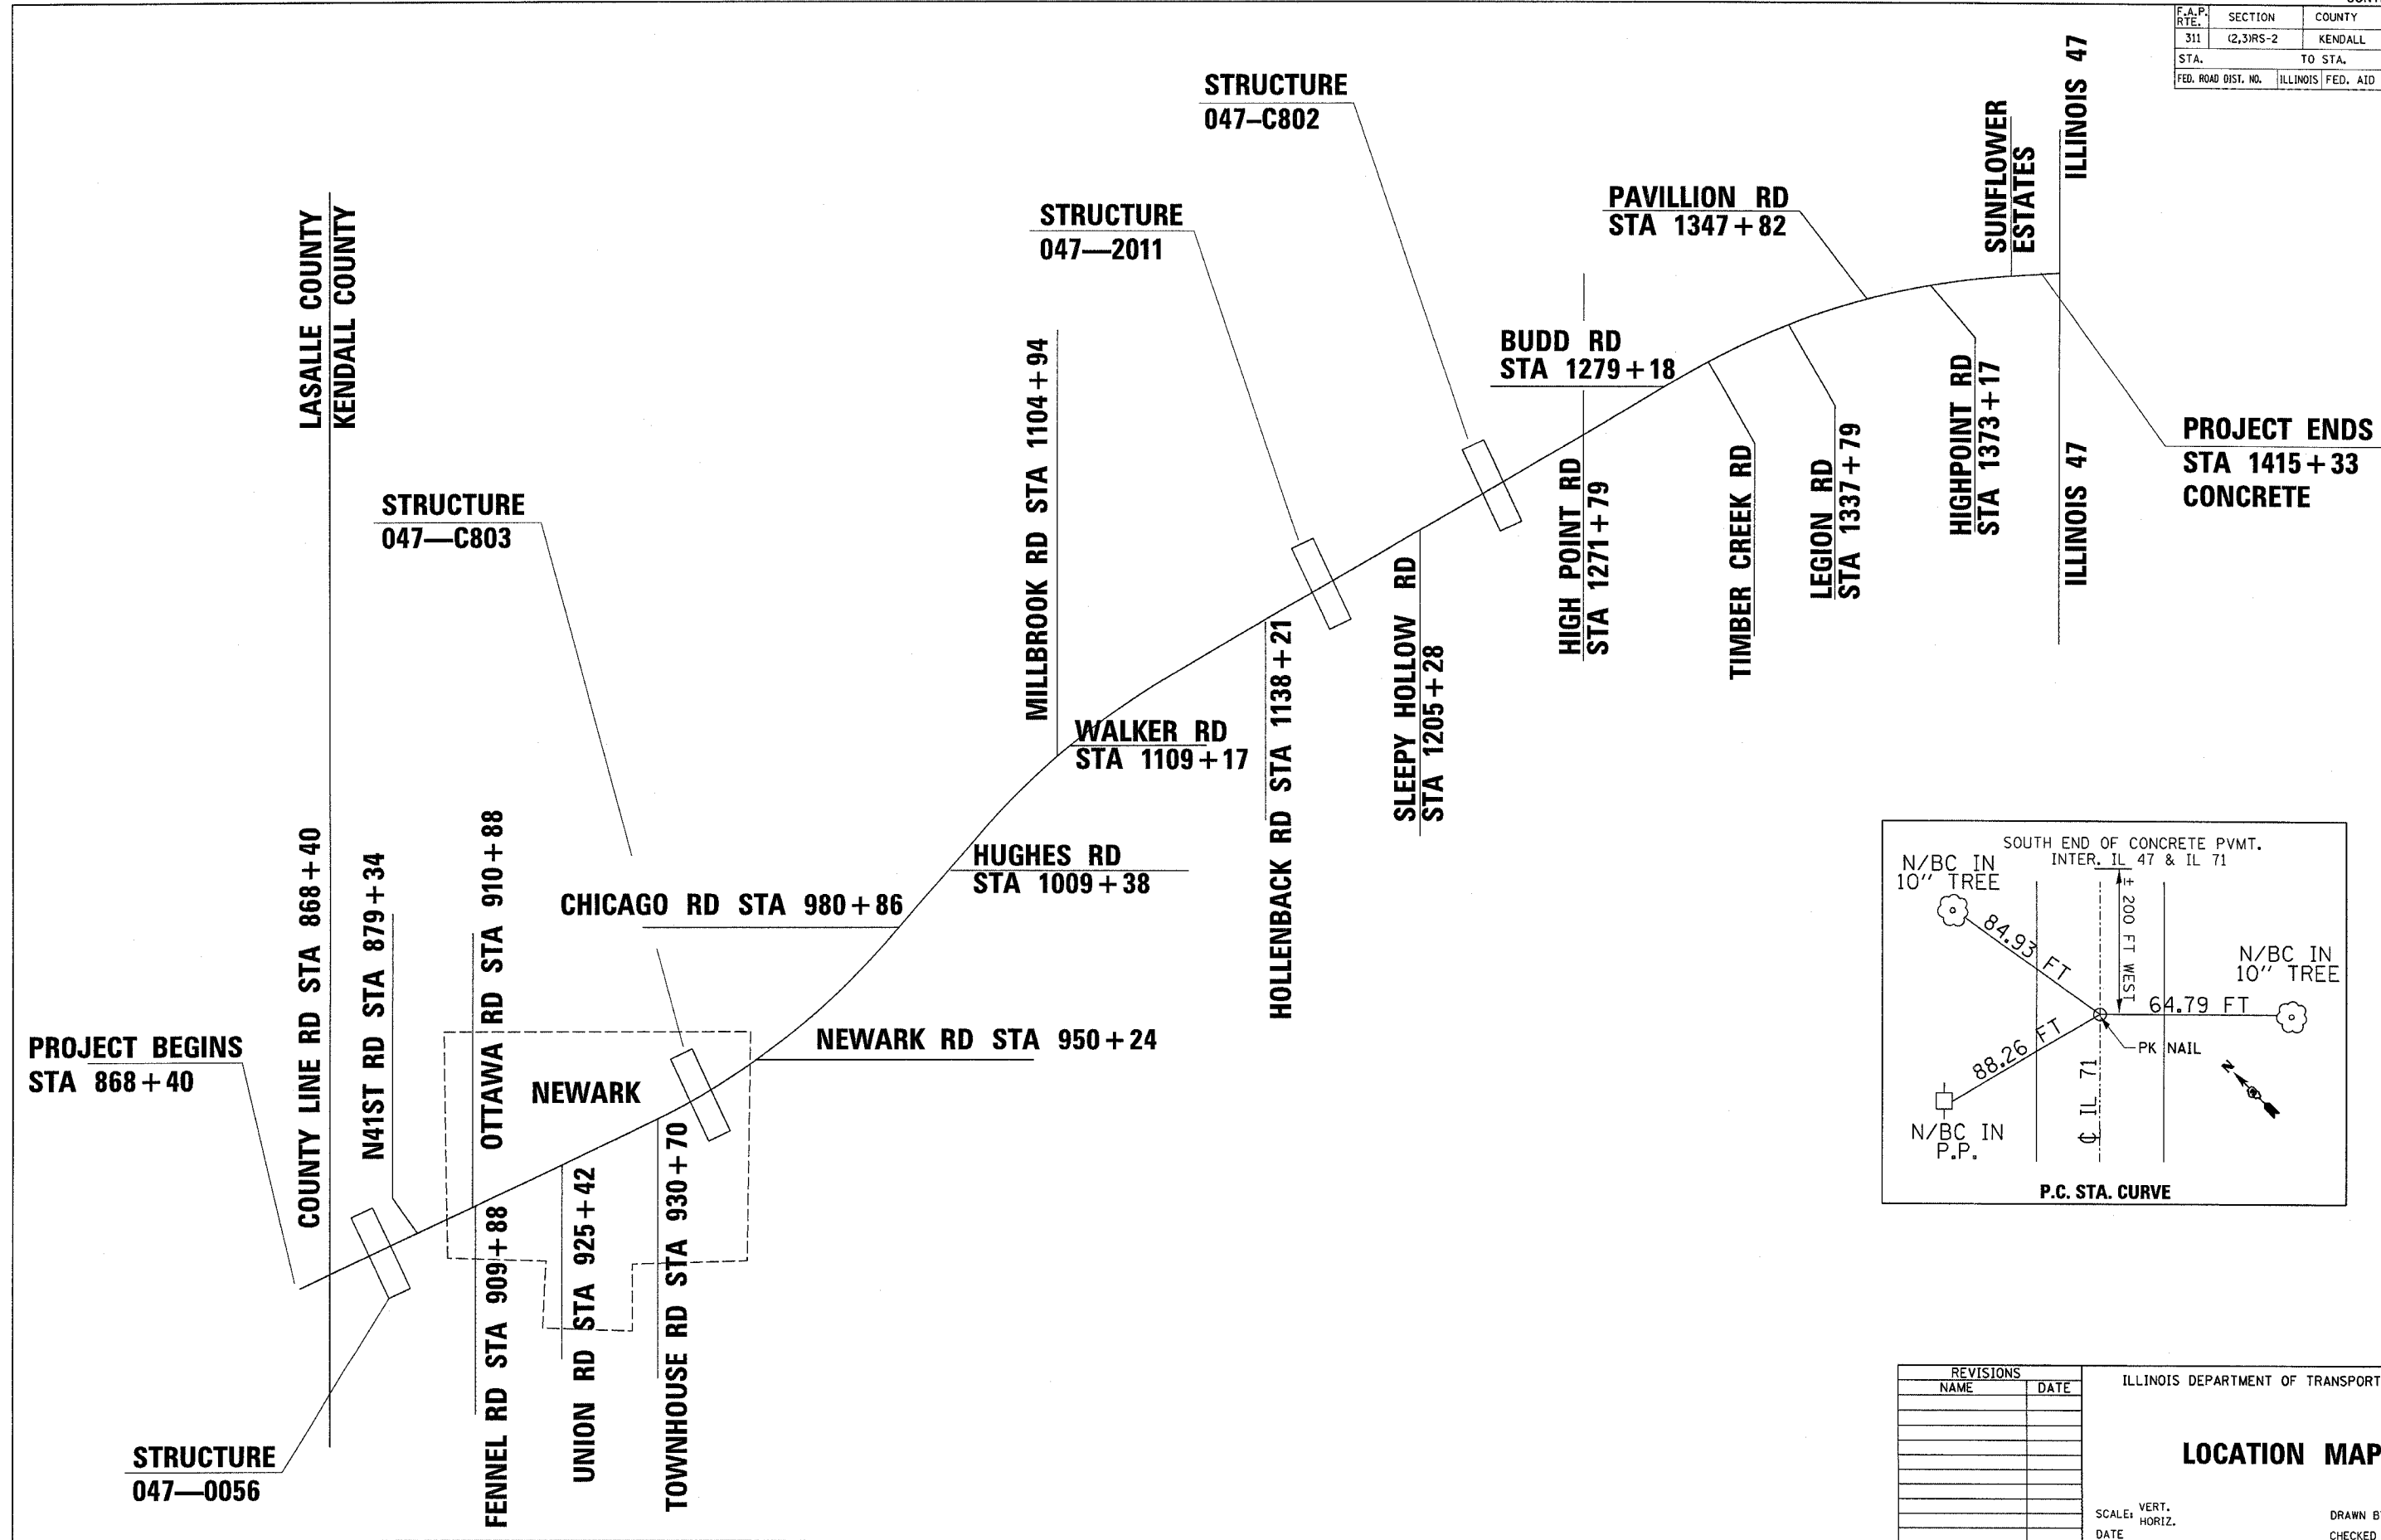 F.A.P. RTE. SECTION COUNTY
311 (2,3)RS-2 KENDALL
STA. TO STA.
FED. ROAD DIST. NO. ILLINOIS FED. AID
ILLINOIS 47
SUNFLOWER
ESTATES
STRUCTURE
047–C802
PAVILLION RD
STA 1347+82
STRUCTURE
047—2011
LASALLE COUNTY
KENDALL COUNTY
BUDD RD
STA 1279+18
MILLBROOK RD STA 1104+94
HIGHPOINT RD
STA 1373+17
PROJECT ENDS
STA 1415+33
CONCRETE
ILLINOIS 47
LEGION RD
STA 1337+79
TIMBER CREEK RD
HIGH POINT RD
STA 1271+79
STRUCTURE
047—C803
SLEEPY HOLLOW RD
STA 1205+28
HOLLENBACK RD STA 1138+21
WALKER RD
STA 1109+17
HUGHES RD
STA 1009+38
CHICAGO RD STA 980+86
COUNTY LINE RD STA 868+40
N41ST RD STA 879+34
OTTAWA RD STA 910+88
NEWARK RD STA 950+24
PROJECT BEGINS
STA 868+40
NEWARK
FENNEL RD STA 909+88
UNION RD STA 925+42
TOWNHOUSE RD STA 930+70
STRUCTURE
047—0056
SOUTH END OF CONCRETE PVMT.
INTER. IL 47 & IL 71
N/BC IN
10'' TREE
± 200 FT WEST
84.93 FT
N/BC IN
10'' TREE
64.79 FT
PK NAIL
88.26 FT
N
℄ IL 71
N/BC IN
P.P.
P.C. STA. CURVE
REVISIONS
NAME DATE
ILLINOIS DEPARTMENT OF TRANSPORT
LOCATION MAP
SCALE: VERT.
HORIZ.
DATE
DRAWN B
CHECKED